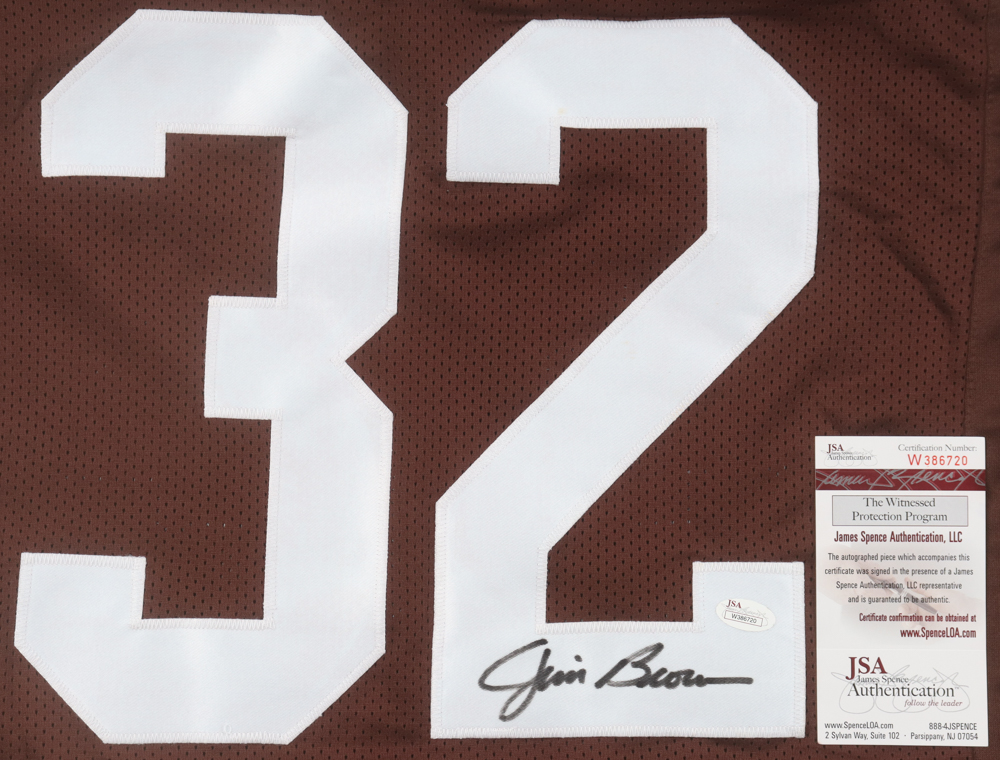 32
JSA
W386720
Jim Brown
JSA
Authentication
Certification Number:
W386720
The Witnessed
Protection Program
James Spence Authentication, LLC
The autographed piece which accompanies this
certificate was signed in the presence of a James
Spence Authentication, LLC representative
and is guaranteed to be authentic.
Certificate confirmation can be obtained at
www.SpenceLOA.com
JSA
James Spence
Authentication
follow the leader
www.SpenceLOA.com 888-4JSPENCE
2 Sylvan Way, Suite 102 · Parsippany, NJ 07054